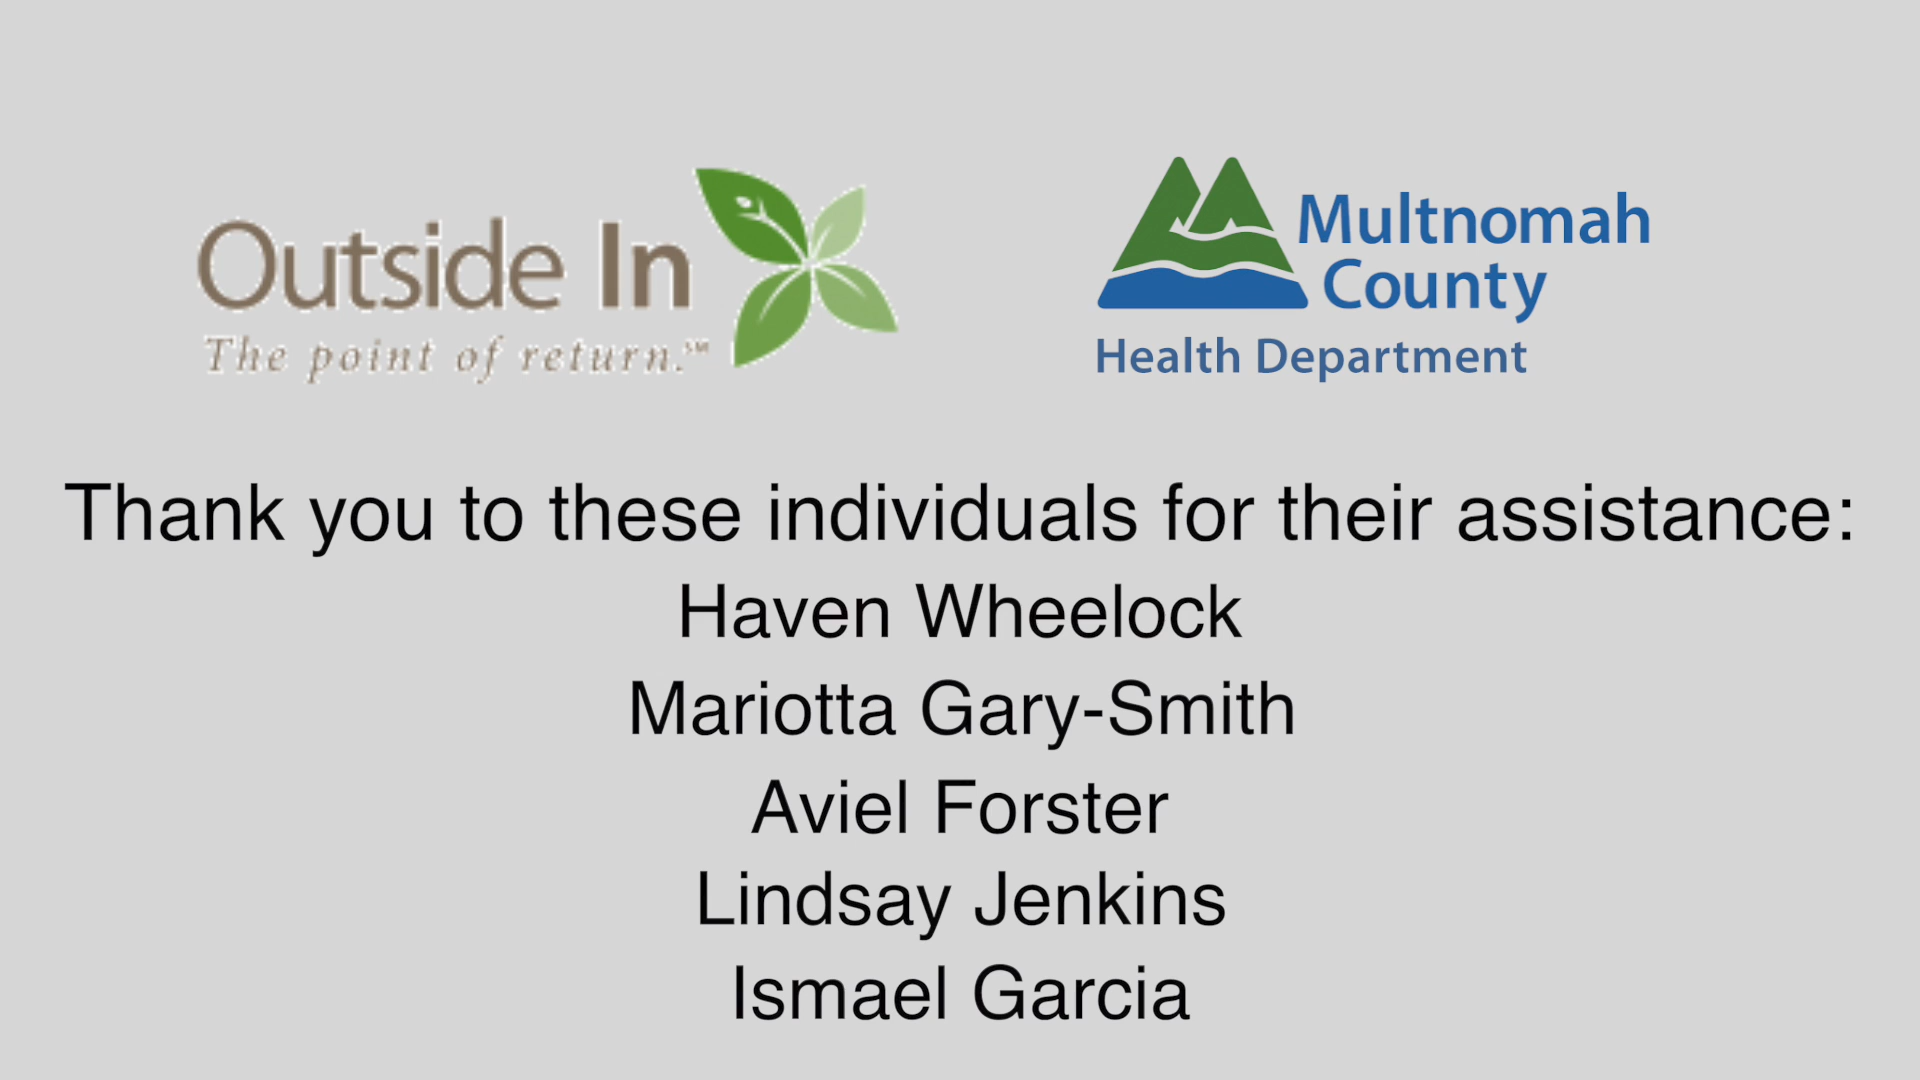 Outside In
The point of return.℠
Multnomah
County
Health Department
Thank you to these individuals for their assistance:
Haven Wheelock
Mariotta Gary-Smith
Aviel Forster
Lindsay Jenkins
Ismael Garcia